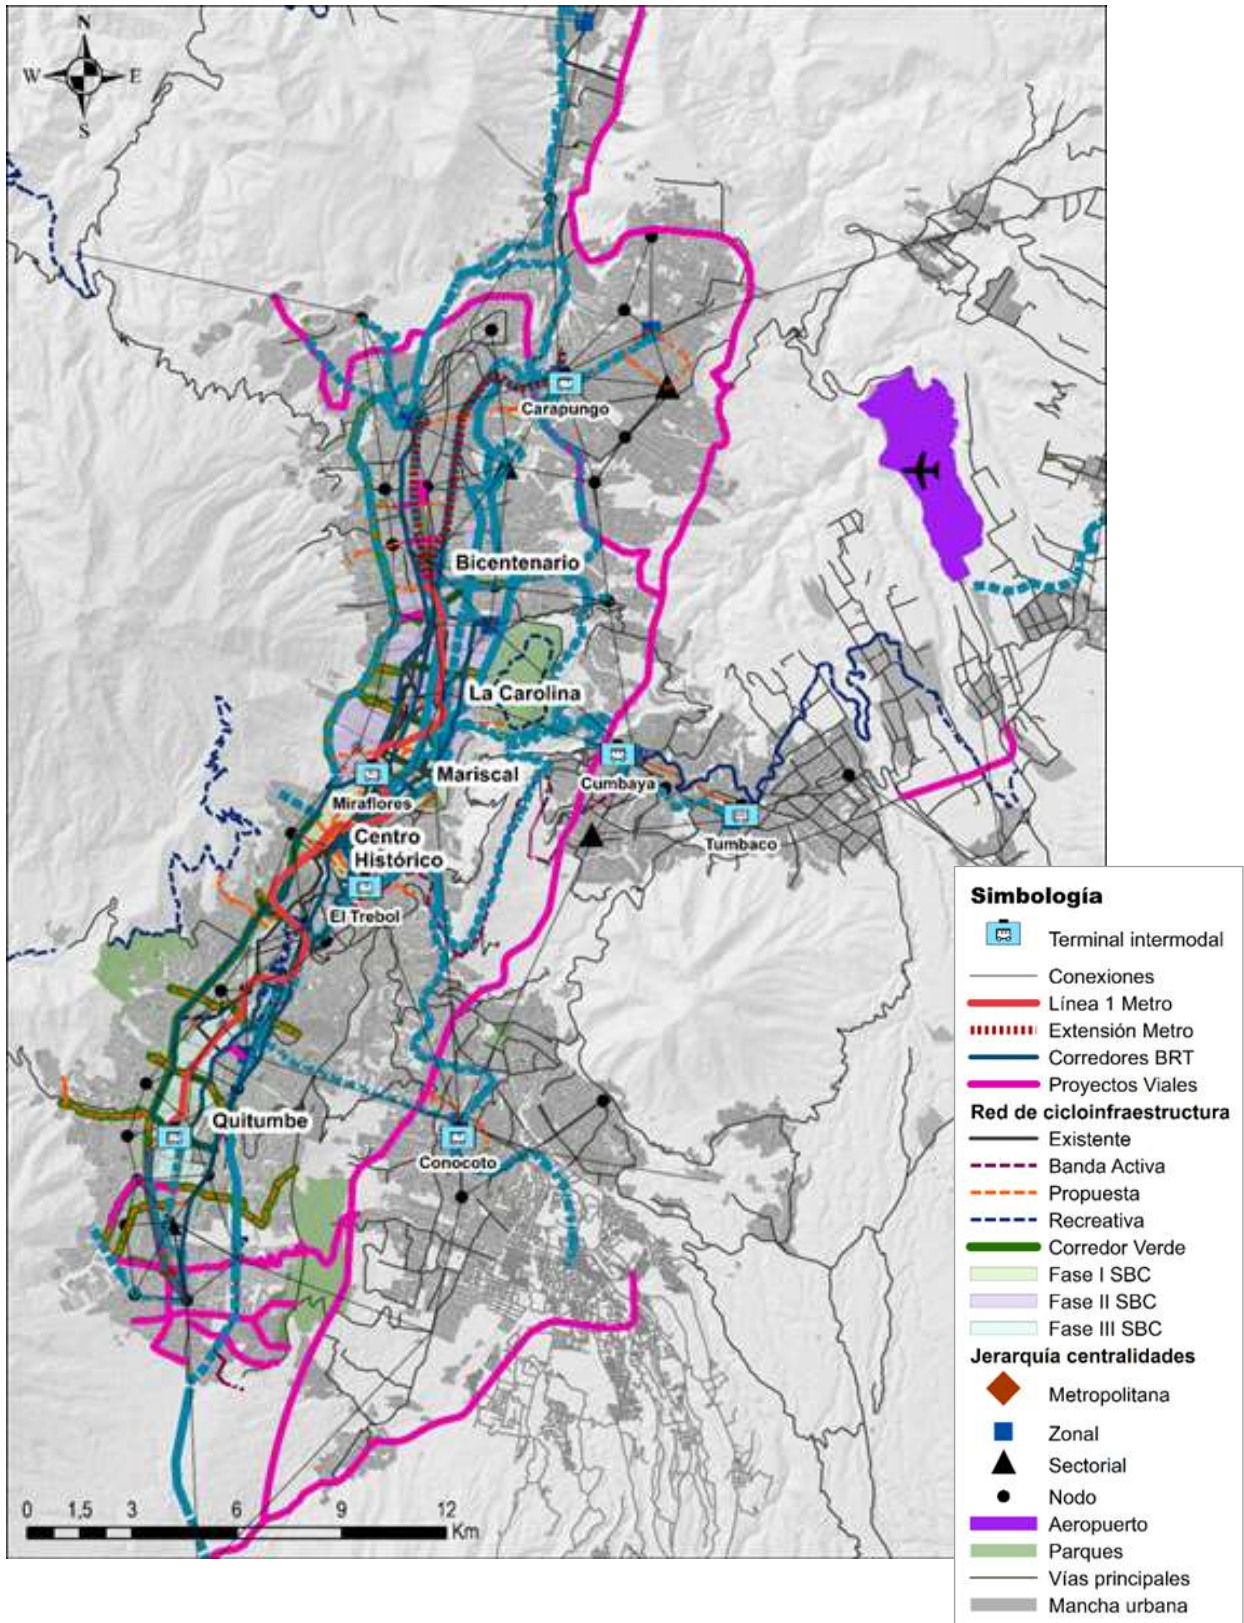 N
W
E
S
Carapungo
Bicentenario
La Carolina
Mariscal
Miraflores
Cumbaya
Centro
Histórico
Tumbaco
El Trebol
Quitumbe
Conocoto
0 1,5 3 6 9 12
Km
Simbología
Terminal intermodal
Conexiones
Línea 1 Metro
Extensión Metro
Corredores BRT
Proyectos Viales
Red de cicloinfraestructura
Existente
Banda Activa
Propuesta
Recreativa
Corredor Verde
Fase I SBC
Fase II SBC
Fase III SBC
Jerarquía centralidades
Metropolitana
Zonal
Sectorial
Nodo
Aeropuerto
Parques
Vías principales
Mancha urbana